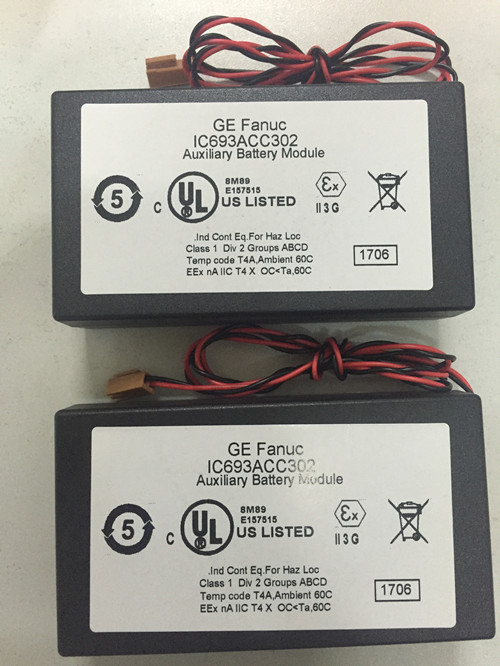 GE Fanuc
IC693ACC302
Auxiliary Battery Module
5
C UL US LISTED
8M89
E157515
Ex
II 3 G
.Ind Cont Eq.For Haz Loc
Class 1 Div 2 Groups ABCD
Temp code T4A,Ambient 60C
EEx nA IIC T4 X OC<Ta,60C
1706
GE Fanuc
IC693ACC302
Auxiliary Battery Module
5
C UL US LISTED
8M89
E157515
Ex
II 3 G
.Ind Cont Eq.For Haz Loc
Class 1 Div 2 Groups ABCD
Temp code T4A,Ambient 60C
EEx nA IIC T4 X OC<Ta,60C
1706